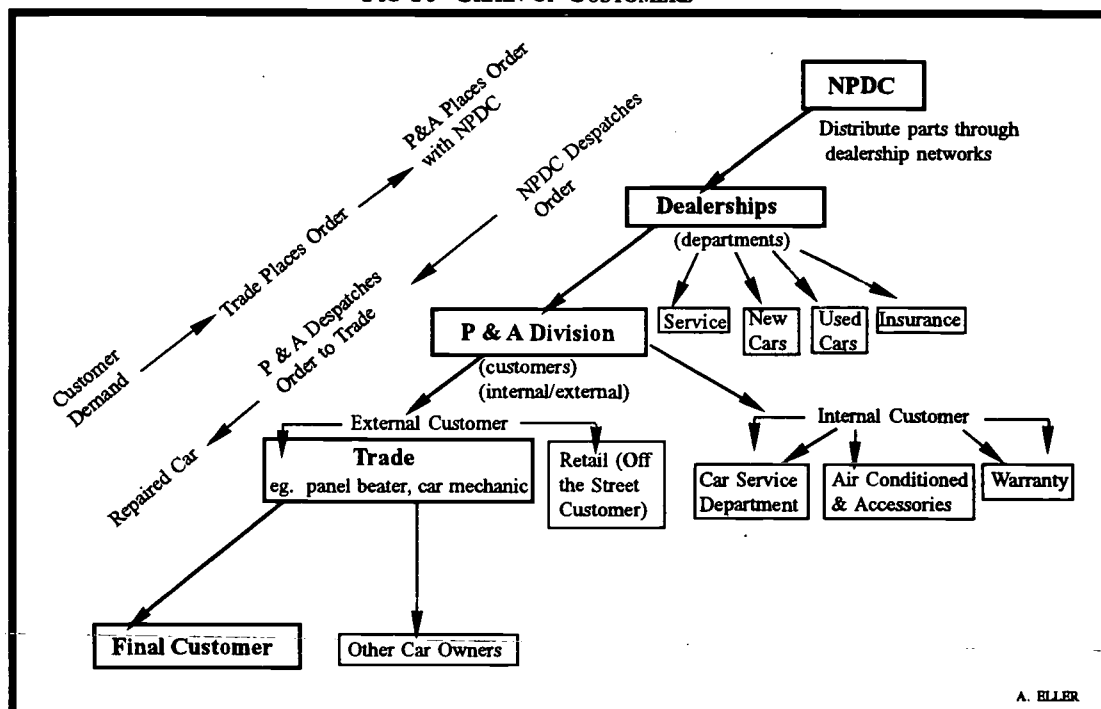 NPDC
Distribute parts through
dealership networks
P&A Places Order
with NPDC
NPDC Despatches
Order
Dealerships
(departments)
Trade Places Order
Service
New
Cars
Used
Cars
Insurance
P & A Despatches
Order to Trade
P & A Division
(customers)
(internal/external)
Customer
Demand
External Customer
Internal Customer
Repaired Car
Trade
eg. panel beater, car mechanic
Retail (Off
the Street
Customer)
Car Service
Department
Air Conditioned
& Accessories
Warranty
Final Customer
Other Car Owners
A. ELLER